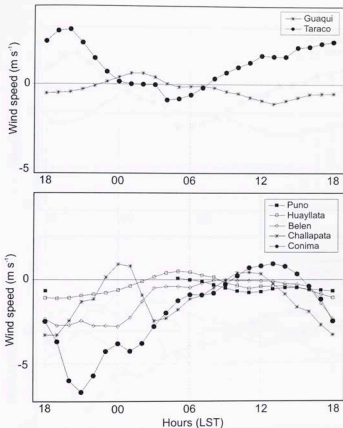 Guaqui
Taraco
Wind speed (m s⁻¹)
0
-5
18
00
06
12
18
Puno
Huayllata
Belen
Challapata
Conima
Wind speed (m s⁻¹)
0
-5
18
00
06
12
18
Hours (LST)